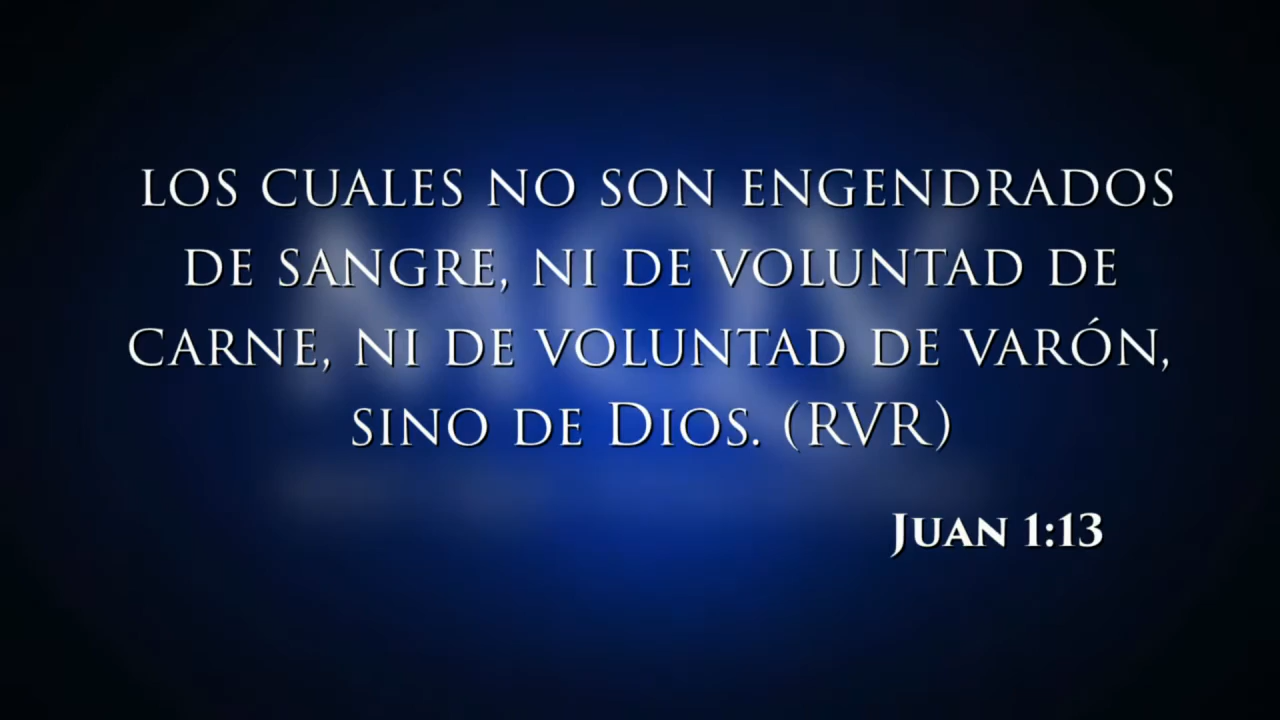 los cuales no son engendrados
de sangre, ni de voluntad de
carne, ni de voluntad de varón,
sino de Dios. (RVR)
Juan 1:13